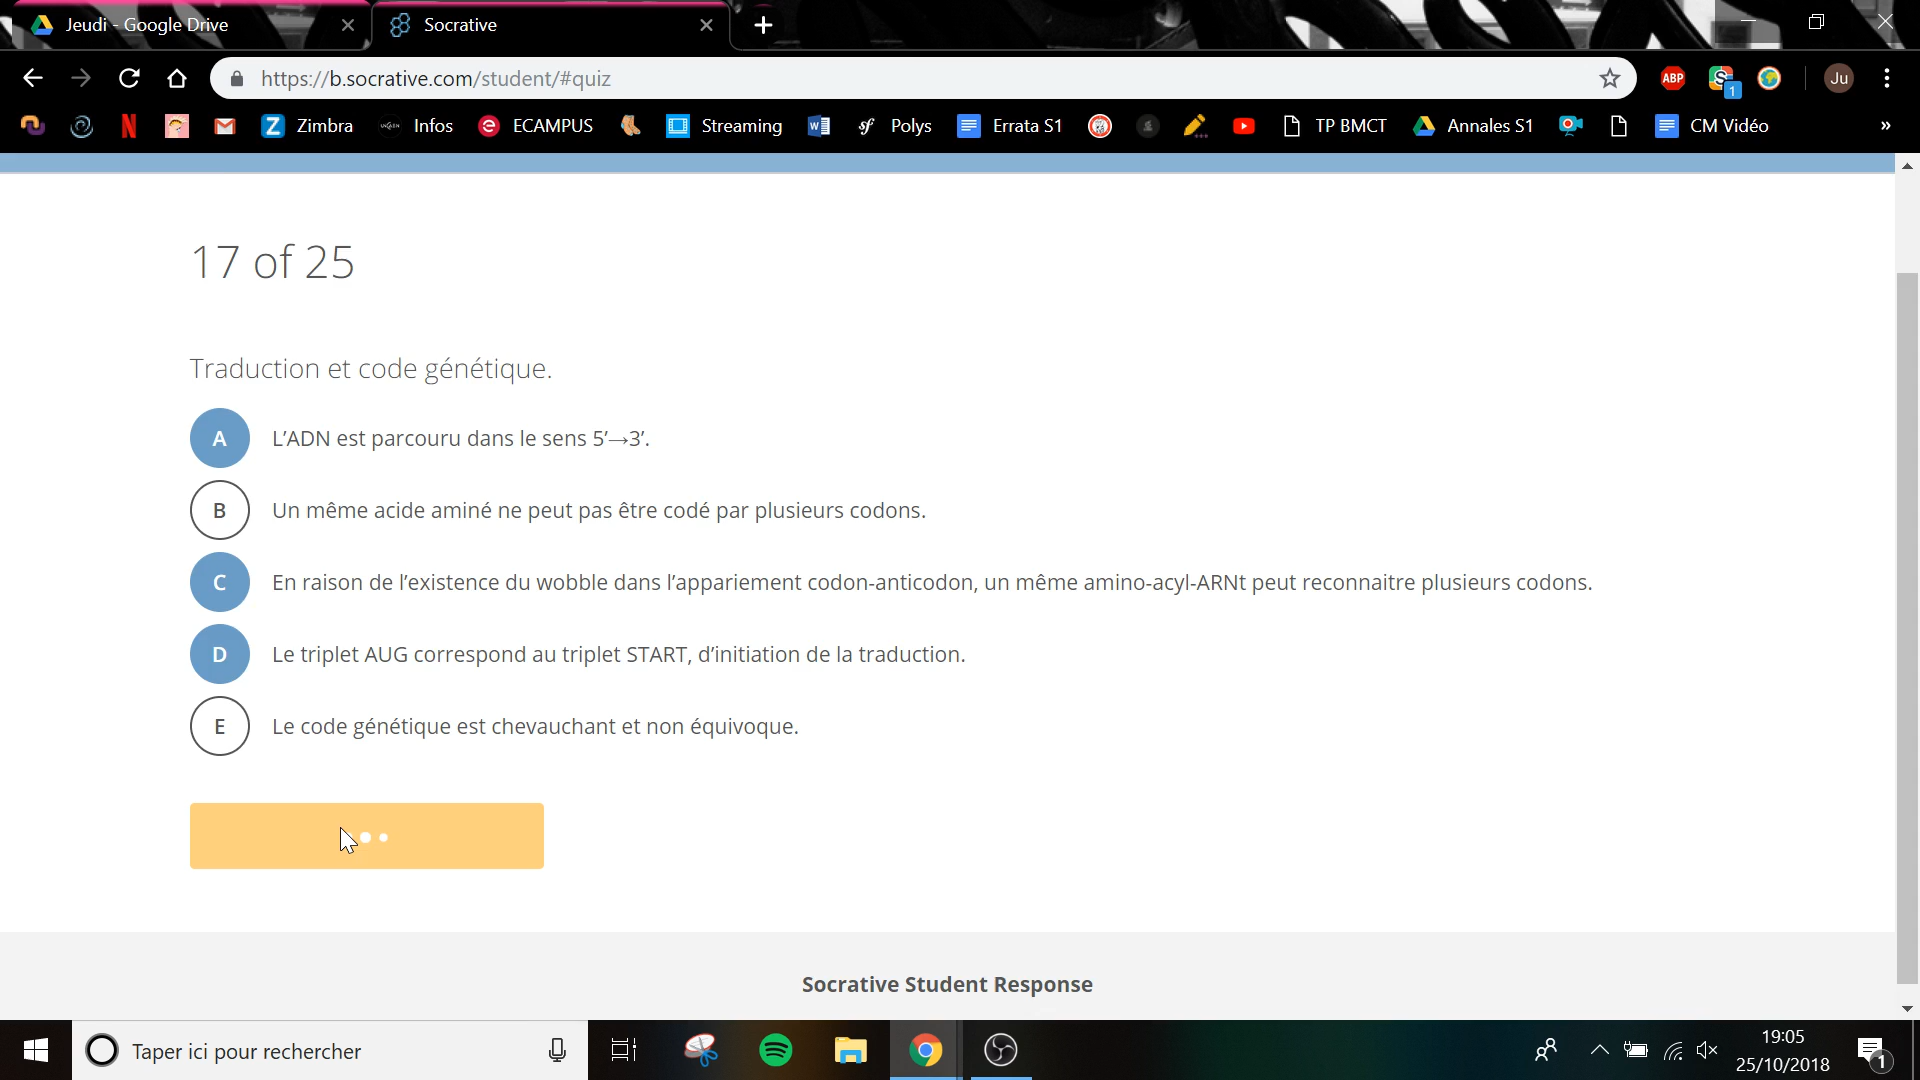 Jeudi - Google Drive
Socrative
https://b.socrative.com/student/#quiz
ABP
S
1
Ju
N
Z Zimbra
Infos
ECAMPUS
Streaming
Polys
Errata S1
TP BMCT
Annales S1
CM Vidéo
»
17 of 25
Traduction et code génétique.
A L’ADN est parcouru dans le sens 5’→3’.
B Un même acide aminé ne peut pas être codé par plusieurs codons.
C En raison de l’existence du wobble dans l’appariement codon-anticodon, un même amino-acyl-ARNt peut reconnaitre plusieurs codons.
D Le triplet AUG correspond au triplet START, d’initiation de la traduction.
E Le code génétique est chevauchant et non équivoque.
Socrative Student Response
Taper ici pour rechercher
19:05
25/10/2018
1